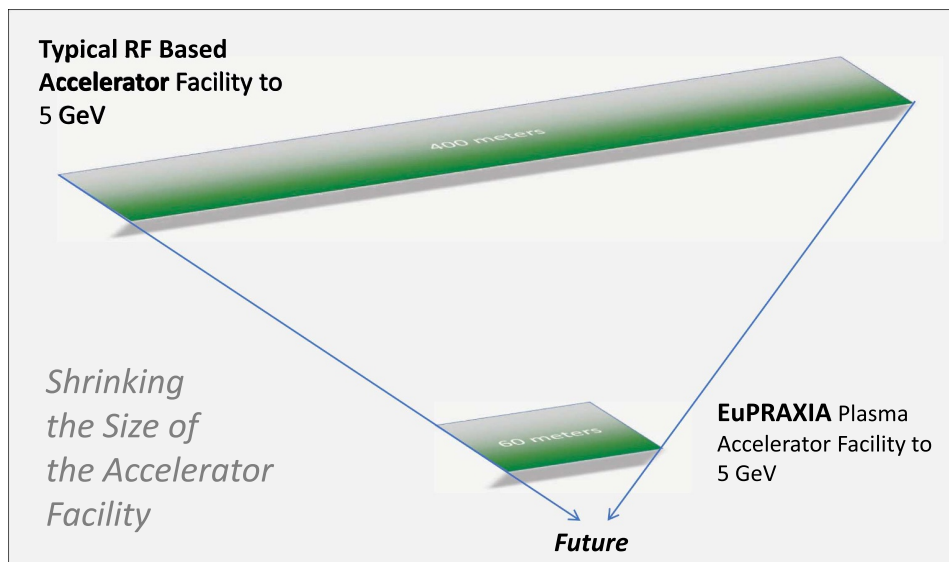 Typical RF Based
Accelerator Facility to
5 GeV
400 meters
Shrinking
the Size of
the Accelerator
Facility
60 meters
EuPRAXIA Plasma
Accelerator Facility to
5 GeV
Future